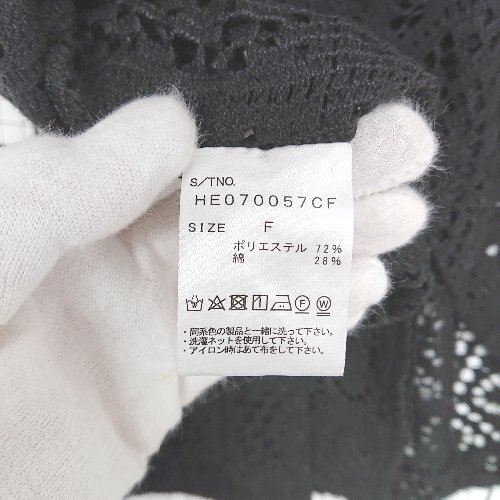 S/TNO.
HE070057CF
SIZE F
ポリエステル 72%
綿 28%
F W
・同系色の製品と一緒に洗って下さい。
・洗濯ネットを使用して下さい。
・アイロン時はあて布をして下さい。